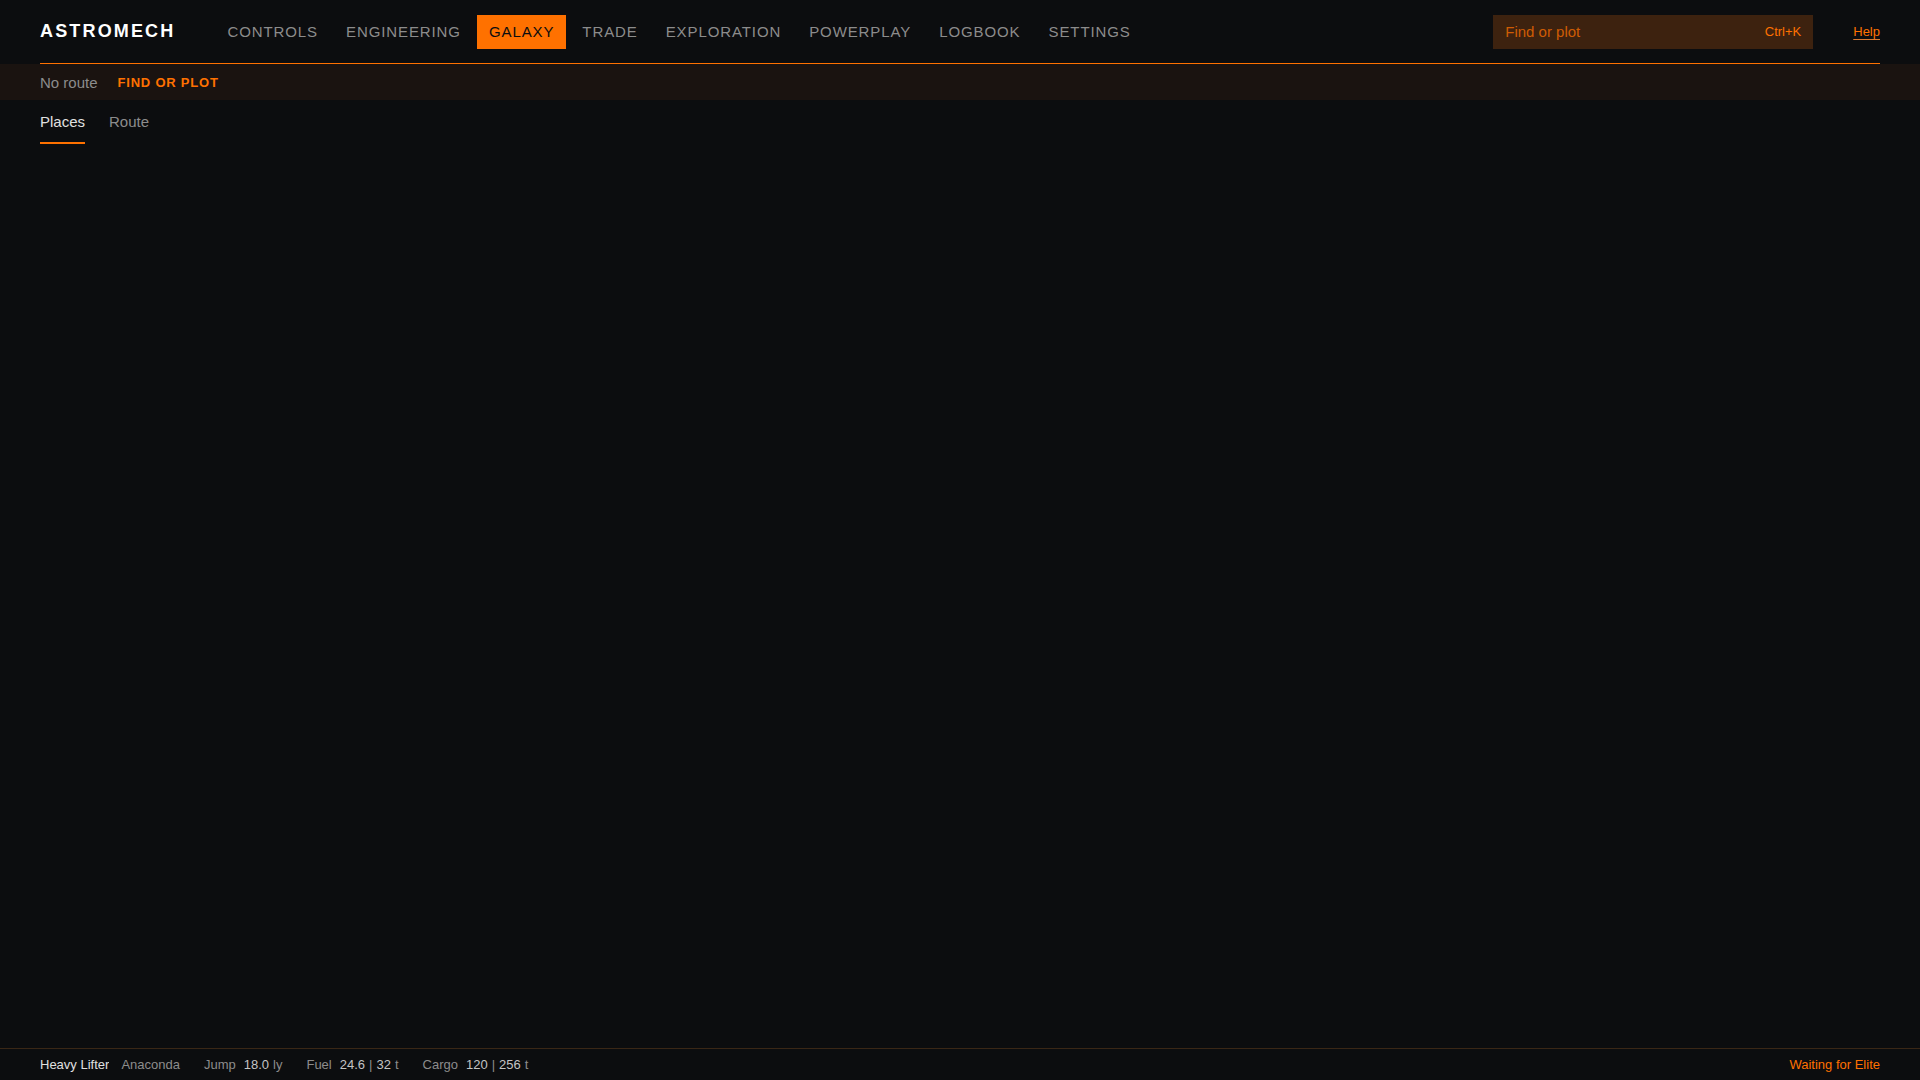 ASTROMECH CONTROLS ENGINEERING GALAXY TRADE EXPLORATION POWERPLAY LOGBOOK SETTINGS Find or plot Ctrl+K Help
No route FIND OR PLOT
Places Route
Heavy Lifter Anaconda Jump 18.0 ly Fuel 24.6 | 32 t Cargo 120 | 256 t Waiting for Elite